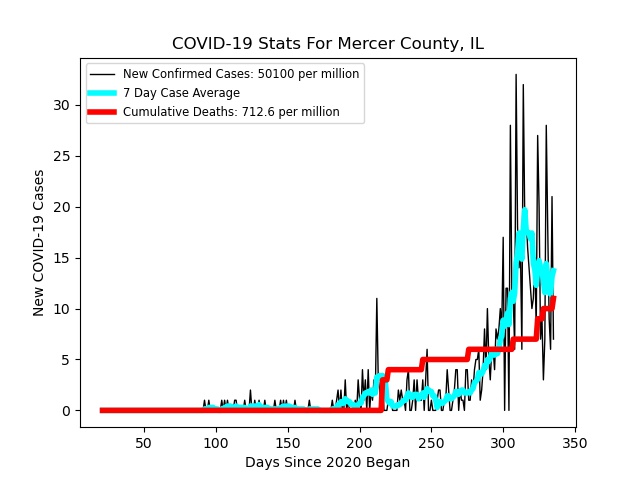 COVID-19 Stats For Mercer County, IL
New Confirmed Cases: 50100 per million
7 Day Case Average
Cumulative Deaths: 712.6 per million
New COVID-19 Cases
30
25
20
15
10
5
0
50 100 150 200 250 300 350
Days Since 2020 Began